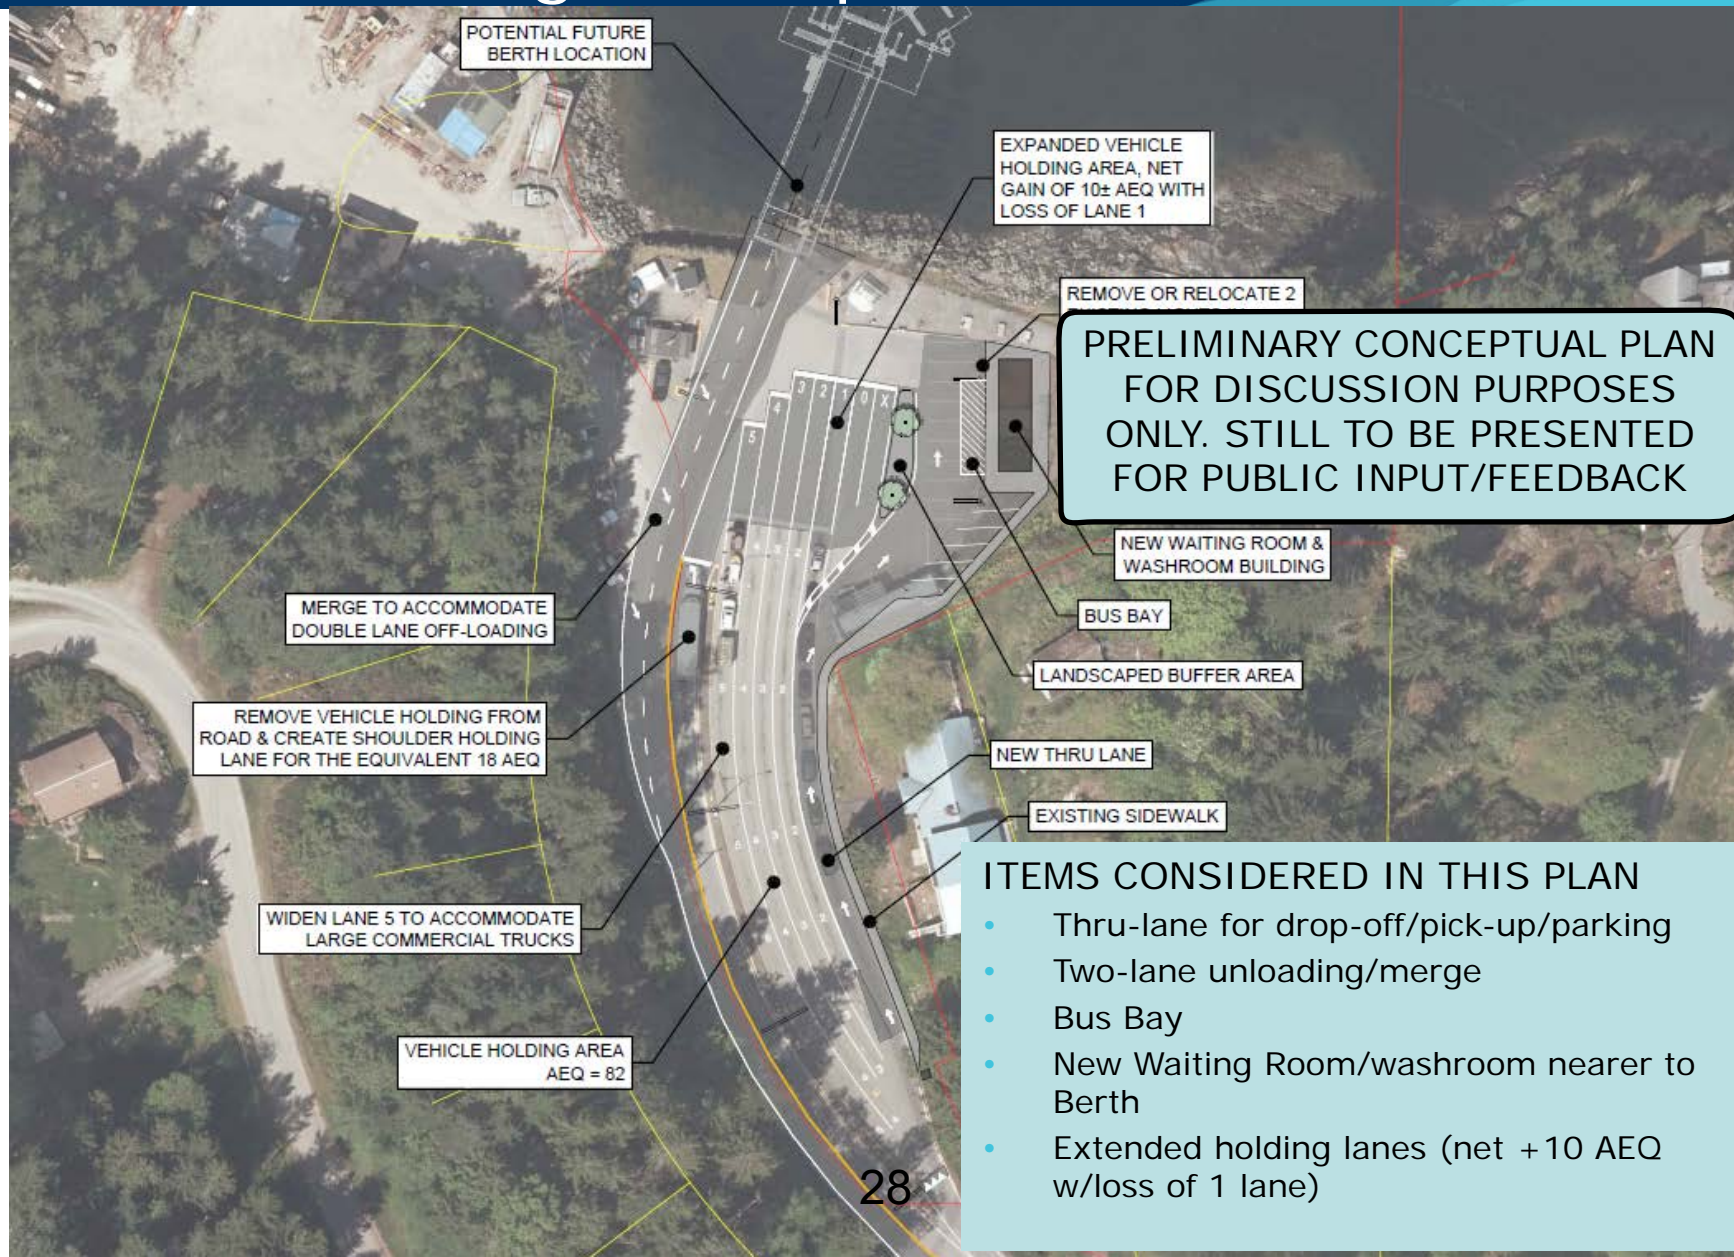 POTENTIAL FUTURE
BERTH LOCATION
EXPANDED VEHICLE
HOLDING AREA, NET
GAIN OF 10± AEQ WITH
LOSS OF LANE 1
REMOVE OR RELOCATE 2
PRELIMINARY CONCEPTUAL PLAN
FOR DISCUSSION PURPOSES
ONLY. STILL TO BE PRESENTED
FOR PUBLIC INPUT/FEEDBACK
3 2 1 0 X
4
5
NEW WAITING ROOM &
WASHROOM BUILDING
BUS BAY
LANDSCAPED BUFFER AREA
MERGE TO ACCOMMODATE
DOUBLE LANE OFF-LOADING
REMOVE VEHICLE HOLDING FROM
ROAD & CREATE SHOULDER HOLDING
LANE FOR THE EQUIVALENT 18 AEQ
NEW THRU LANE
EXISTING SIDEWALK
WIDEN LANE 5 TO ACCOMMODATE
LARGE COMMERCIAL TRUCKS
VEHICLE HOLDING AREA
AEQ = 82
ITEMS CONSIDERED IN THIS PLAN
• Thru-lane for drop-off/pick-up/parking
• Two-lane unloading/merge
• Bus Bay
• New Waiting Room/washroom nearer to
Berth
• Extended holding lanes (net +10 AEQ
w/loss of 1 lane)
28